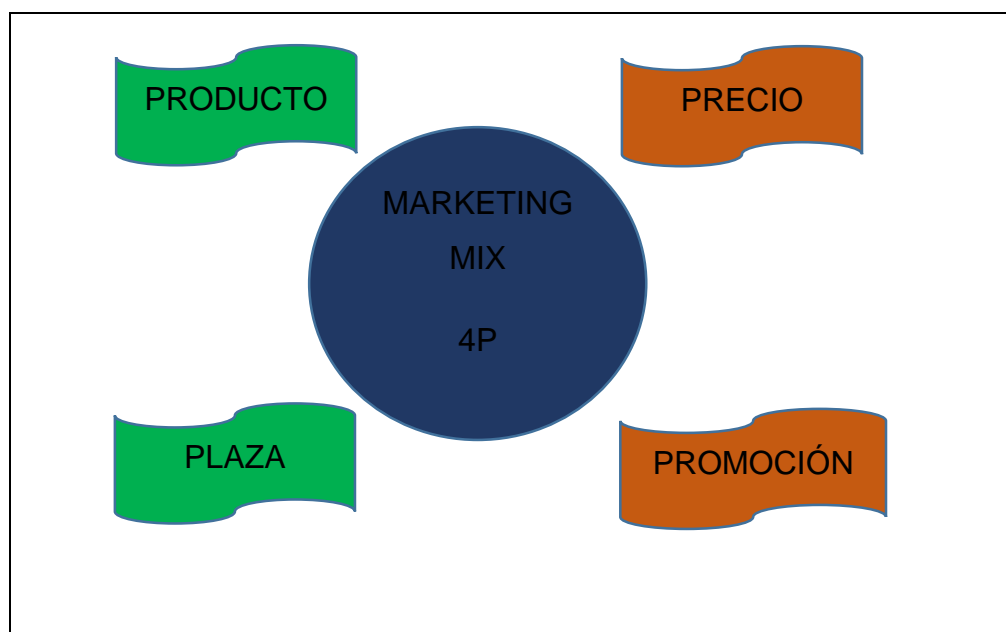 PRODUCTO
PRECIO
MARKETING
MIX
4P
PLAZA
PROMOCIÓN